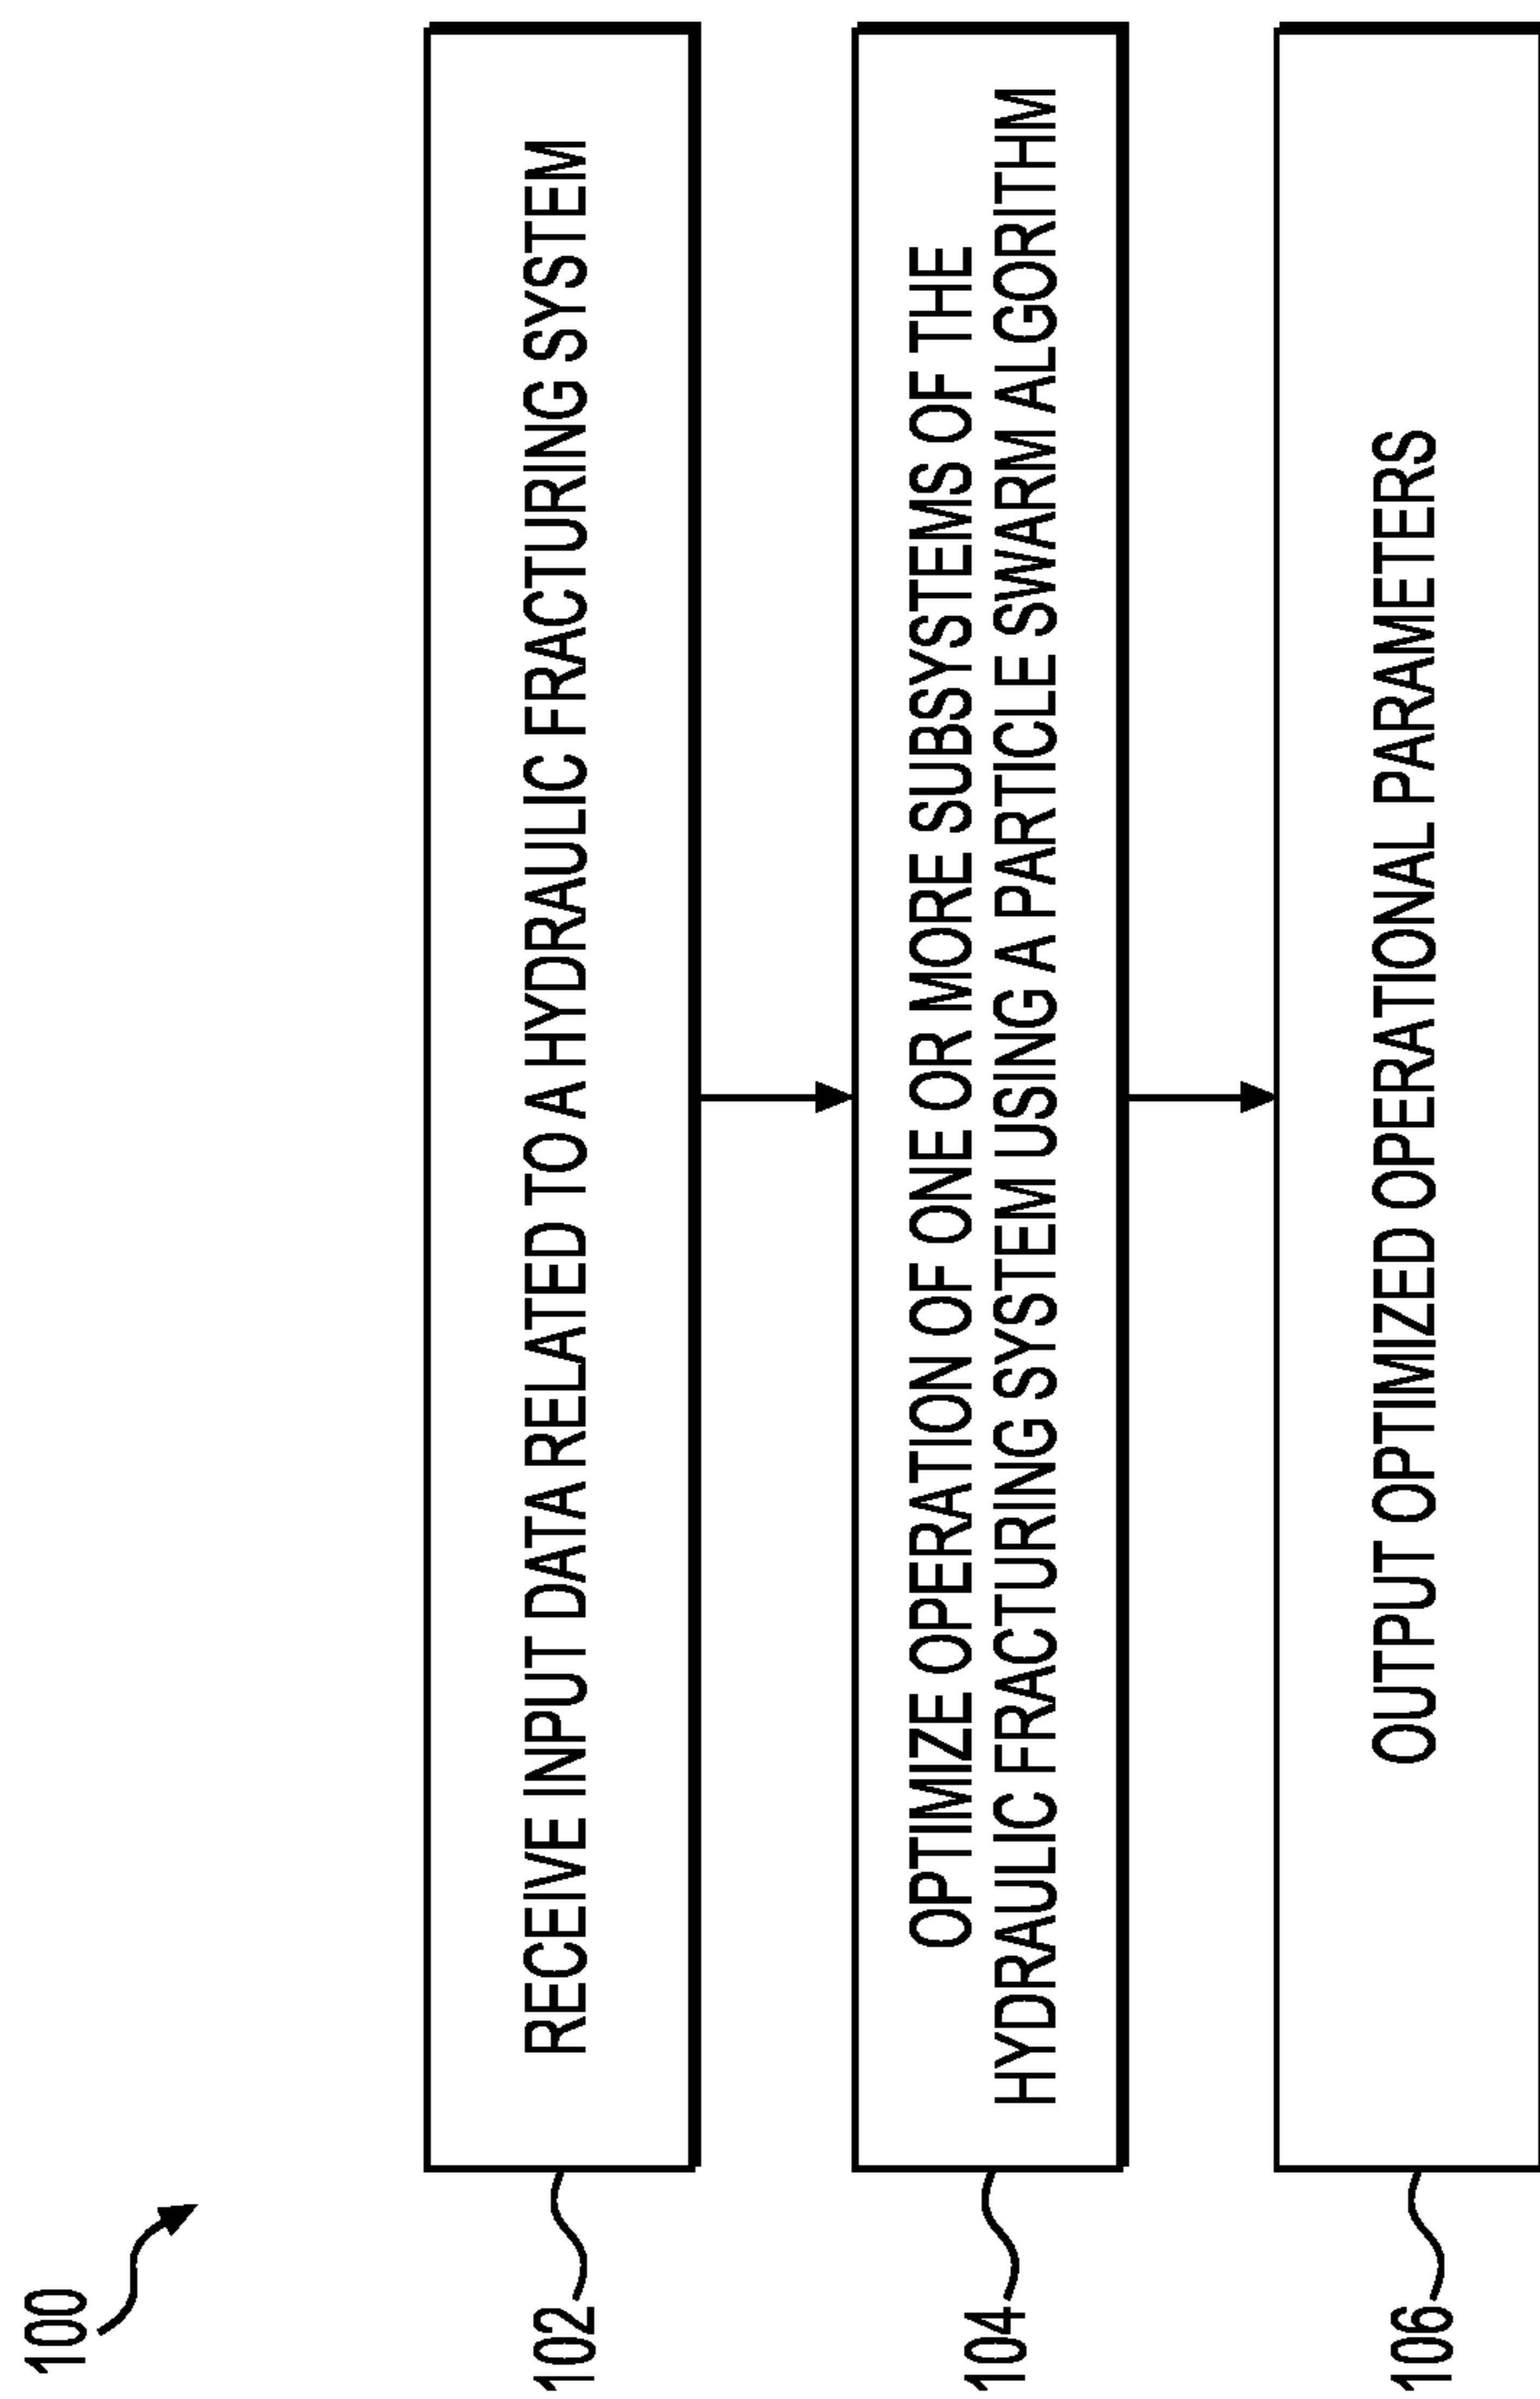 100
102
RECEIVE INPUT DATA RELATED TO A HYDRAULIC FRACTURING SYSTEM
104
OPTIMIZE OPERATION OF ONE OR MORE SUBSYSTEMS OF THE
HYDRAULIC FRACTURING SYSTEM USING A PARTICLE SWARM ALGORITHM
106
OUTPUT OPTIMIZED OPERATIONAL PARAMETERS